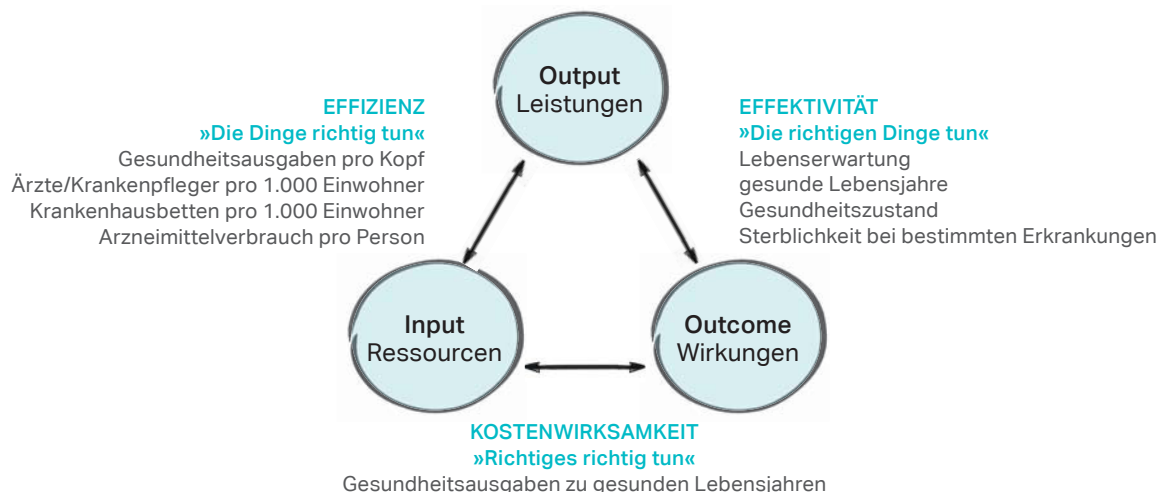 Output
Leistungen
EFFIZIENZ
»Die Dinge richtig tun«
Gesundheitsausgaben pro Kopf
Ärzte/Krankenpfleger pro 1.000 Einwohner
Krankenhausbetten pro 1.000 Einwohner
Arzneimittelverbrauch pro Person
EFFEKTIVITÄT
»Die richtigen Dinge tun«
Lebenserwartung
gesunde Lebensjahre
Gesundheitszustand
Sterblichkeit bei bestimmten Erkrankungen
Input
Ressourcen
Outcome
Wirkungen
KOSTENWIRKSAMKEIT
»Richtiges richtig tun«
Gesundheitsausgaben zu gesunden Lebensjahren